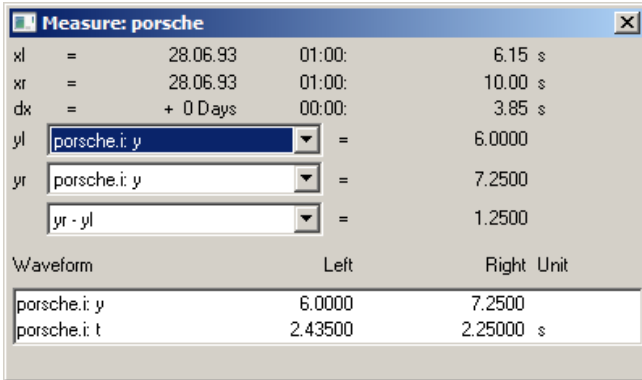 Measure: porsche
xl = 28.06.93 01:00: 6.15 s
xr = 28.06.93 01:00: 10.00 s
dx = + 0 Days 00:00: 3.85 s
yl porsche.i: y = 6.0000
yr porsche.i: y = 7.2500
yr - yl = 1.2500
Waveform Left Right Unit
porsche.i: y 6.0000 7.2500
porsche.i: t 2.43500 2.25000 s